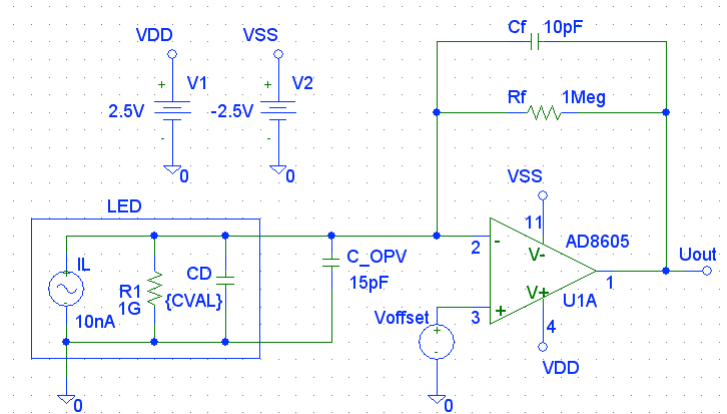 Cf 10pF
VDD VSS
+ V1 + V2
2.5V -2.5V
- -
0 0
Rf 1Meg
VSS
LED
11
2 - V- AD8605
IL C_OPV
+ CD 15pF
R1 {CVAL}
- 1G
10nA
Uout
1
V+ U1A
Voffset 3 +
4
+
-
VDD
0 0